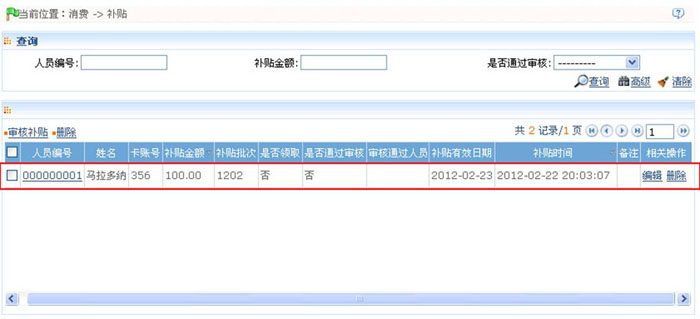 当前位置：消费 -> 补贴
查询
人员编号: 补贴金额: 是否通过审核: ---------
查询 高级 清除
审核补贴 删除 共 2 记录/1 页 1
人员编号 姓名 卡账号 补贴金额 补贴批次 是否领取 是否通过审核 审核通过人员 补贴有效日期 补贴时间 备注 相关操作
000000001 马拉多纳 356 100.00 1202 否 否 2012-02-23 2012-02-22 20:03:07 编辑 删除